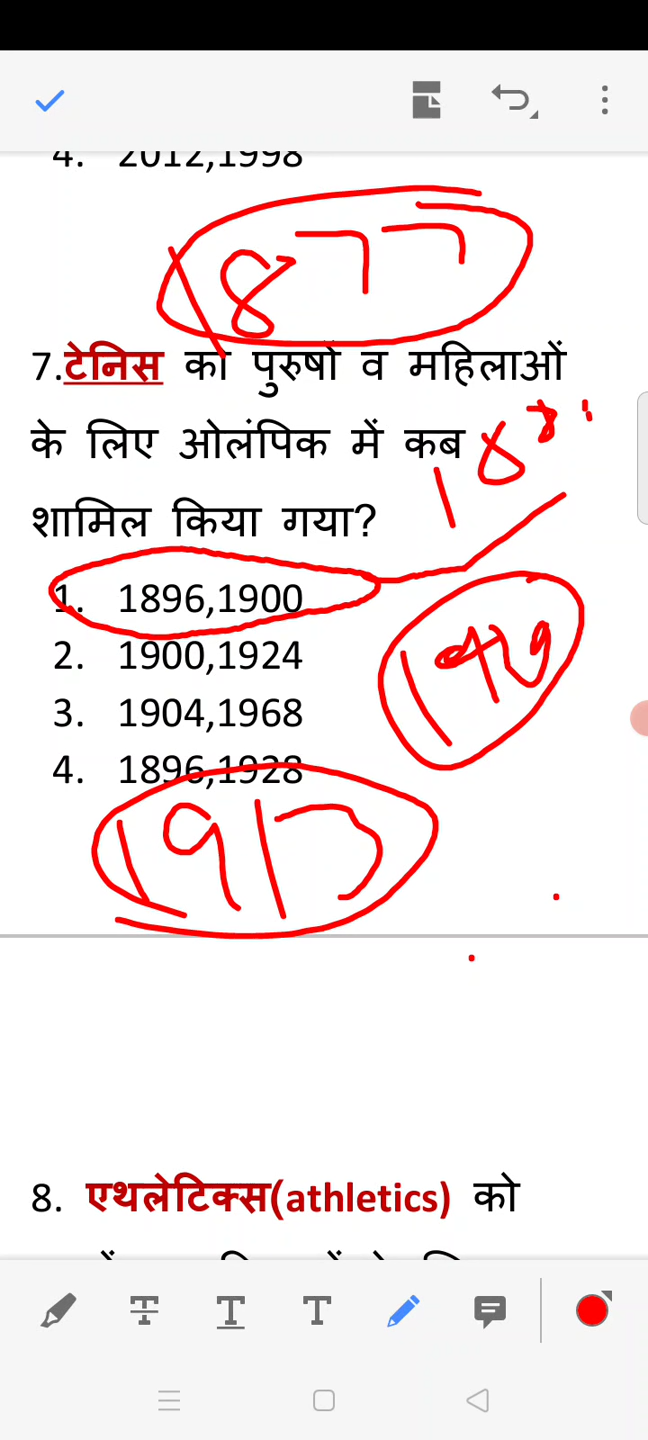 4. 2012,1998
1877
7.टेनिस को पुरुषों व महिलाओं
के लिए ओलंपिक में कब
शामिल किया गया?
1. 1896,1900
2. 1900,1924
3. 1904,1968
4. 1896,1928
1913
8. एथलेटिक्स(athletics) को